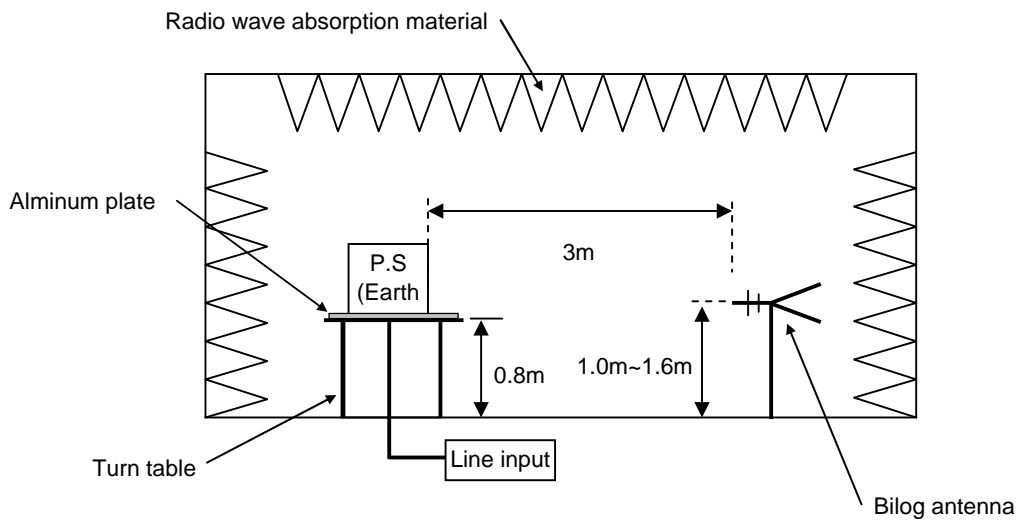 Radio wave absorption material
Alminum plate
P.S
(Earth
3m
0.8m
1.0m~1.6m
Turn table
Line input
Bilog antenna